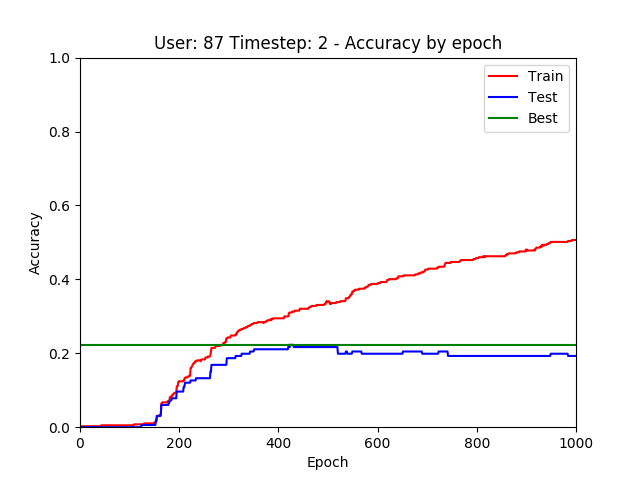 User: 87 Timestep: 2 - Accuracy by epoch
1.0
0.8
0.6
0.4
0.2
0.0
Accuracy
Train
Test
Best
0 200 400 600 800 1000
Epoch